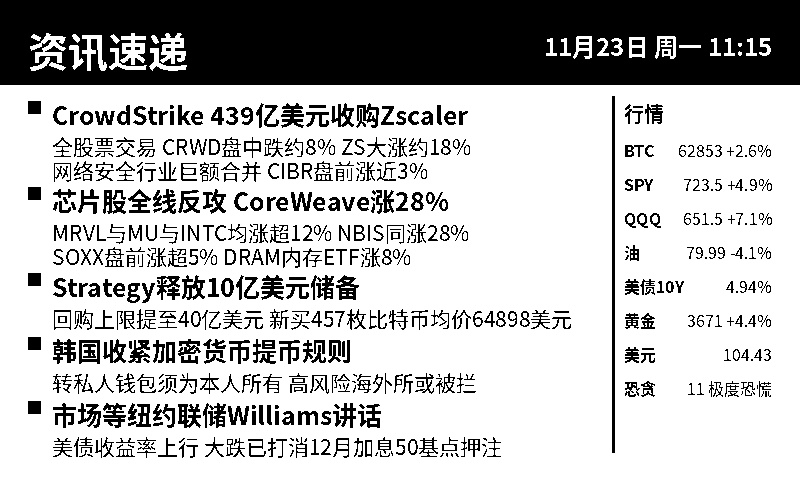 资讯速递
11月23日 周一 11:15
CrowdStrike 439亿美元收购Zscaler
全股票交易 CRWD盘中跌约8% ZS大涨约18%
网络安全行业巨额合并 CIBR盘前涨近3%
芯片股全线反攻 CoreWeave涨28%
MRVL与MU与INTC均涨超12% NBIS同涨28%
SOXX盘前涨超5% DRAM内存ETF涨8%
Strategy释放10亿美元储备
回购上限提至40亿美元 新买457枚比特币均价64898美元
韩国收紧加密货币提币规则
转私人钱包须为本人所有 高风险海外所或被拦
市场等纽约联储Williams讲话
美债收益率上行 大跌已打消12月加息50基点押注
行情
BTC 62853 +2.6%
SPY 723.5 +4.9%
QQQ 651.5 +7.1%
油 79.99 -4.1%
美债10Y 4.94%
黄金 3671 +4.4%
美元 104.43
恐贪 11 极度恐慌